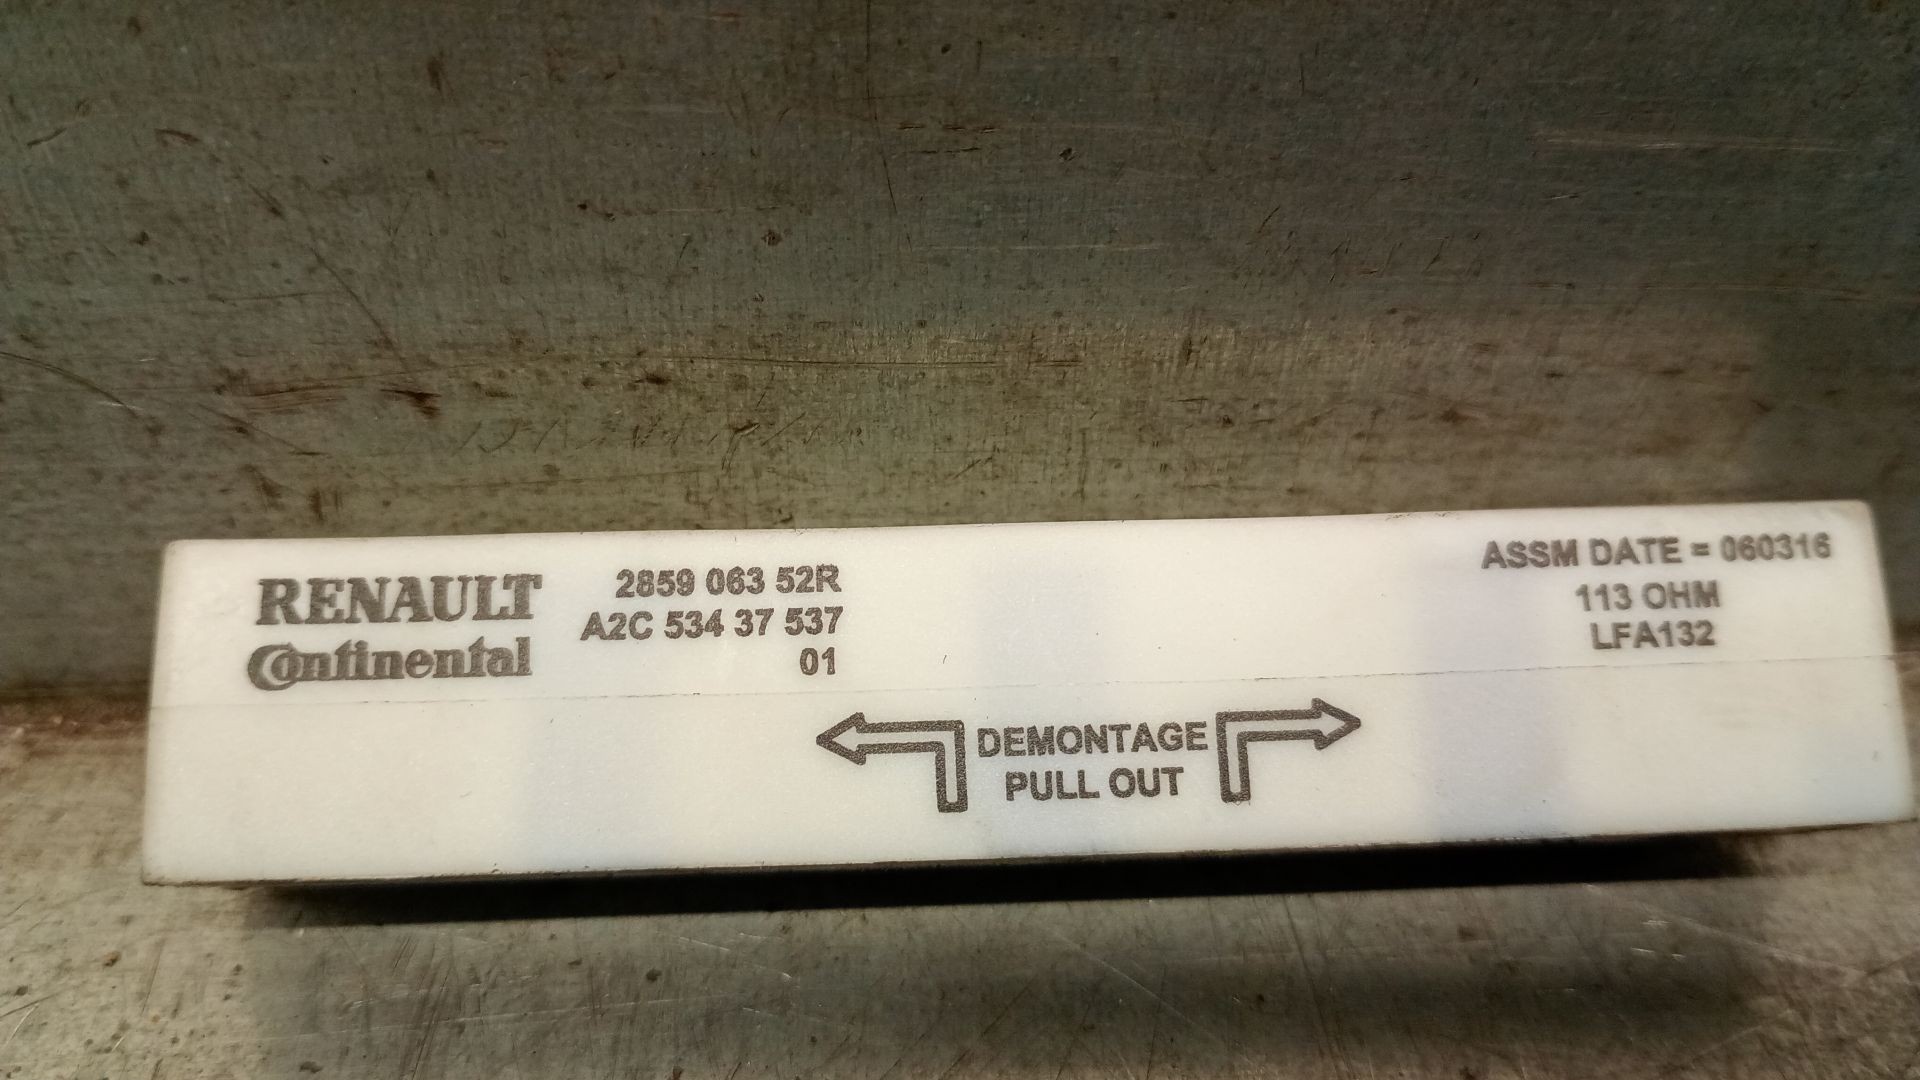 RENAULT
Continental
2859 063 52R
A2C 534 37 537
01
ASSM DATE = 060316
113 OHM
LFA132
DEMONTAGE
PULL OUT